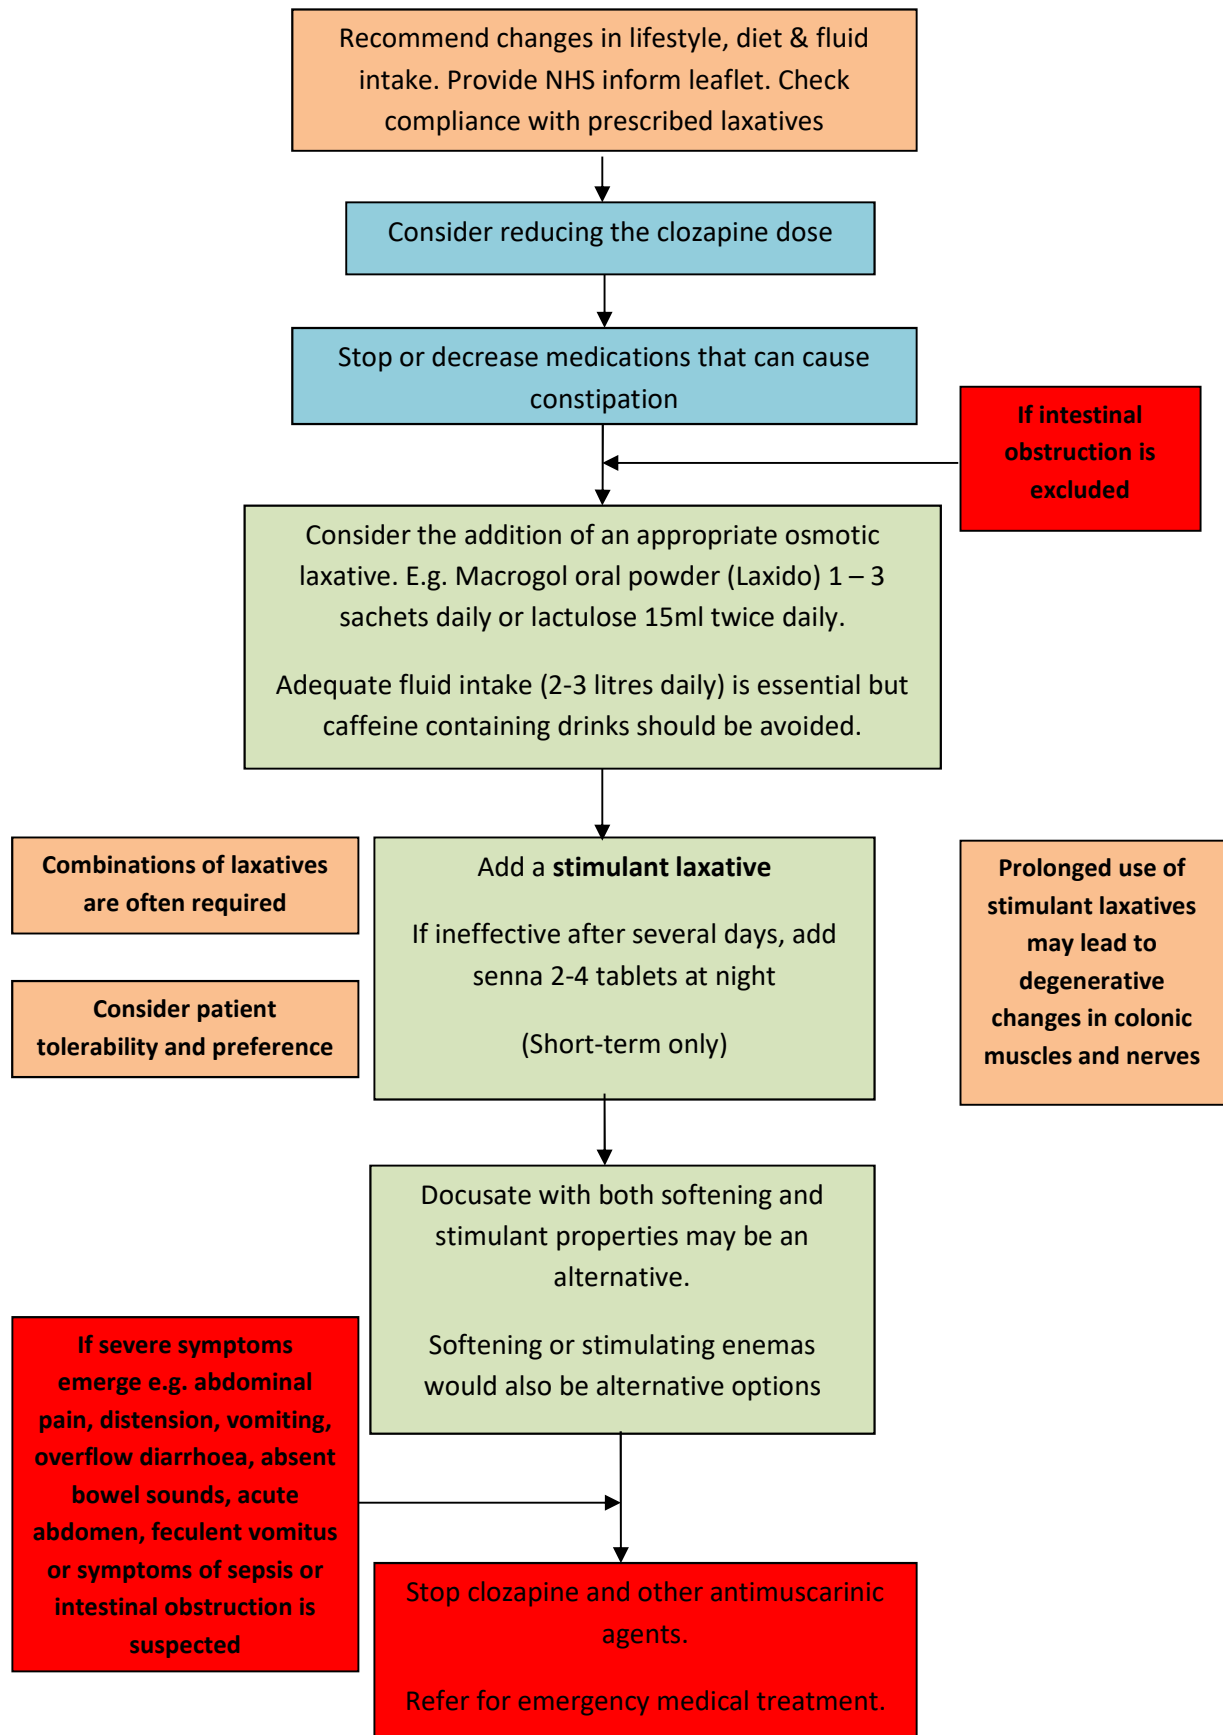 Recommend changes in lifestyle, diet & fluid
intake. Provide NHS inform leaflet. Check
compliance with prescribed laxatives
Consider reducing the clozapine dose
Stop or decrease medications that can cause
constipation
If intestinal
obstruction is
excluded
Consider the addition of an appropriate osmotic
laxative. E.g. Macrogol oral powder (Laxido) 1 – 3
sachets daily or lactulose 15ml twice daily.
Adequate fluid intake (2-3 litres daily) is essential but
caffeine containing drinks should be avoided.
Combinations of laxatives
are often required
Consider patient
tolerability and preference
Add a stimulant laxative
If ineffective after several days, add
senna 2-4 tablets at night
(Short-term only)
Prolonged use of
stimulant laxatives
may lead to
degenerative
changes in colonic
muscles and nerves
Docusate with both softening and
stimulant properties may be an
alternative.
Softening or stimulating enemas
would also be alternative options
If severe symptoms
emerge e.g. abdominal
pain, distension, vomiting,
overflow diarrhoea, absent
bowel sounds, acute
abdomen, feculent vomitus
or symptoms of sepsis or
intestinal obstruction is
suspected
Stop clozapine and other antimuscarinic
agents.
Refer for emergency medical treatment.